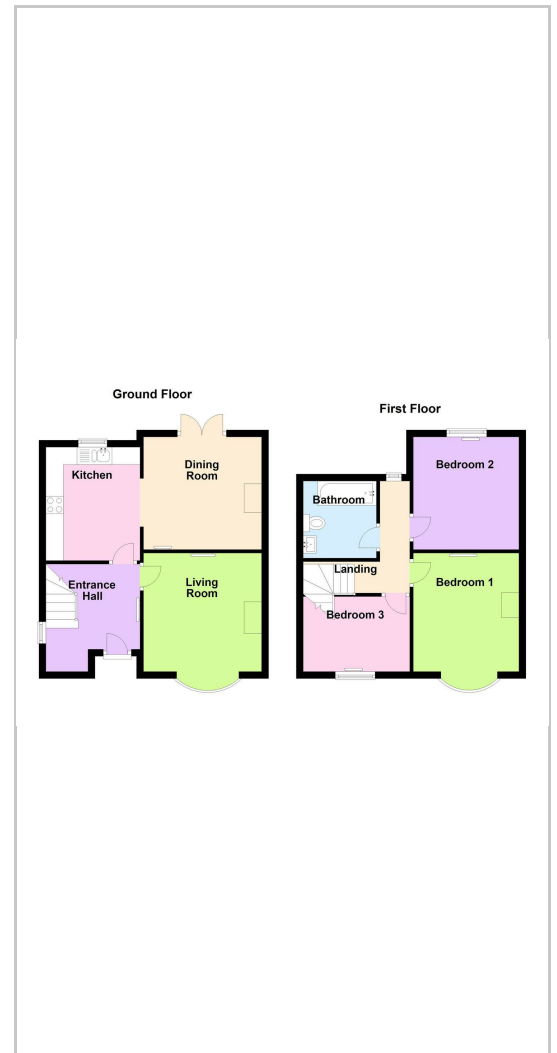 Ground Floor
Kitchen
Dining
Room
Entrance
Hall
Living
Room
First Floor
Bedroom 2
Bathroom
Landing
Bedroom 1
Bedroom 3